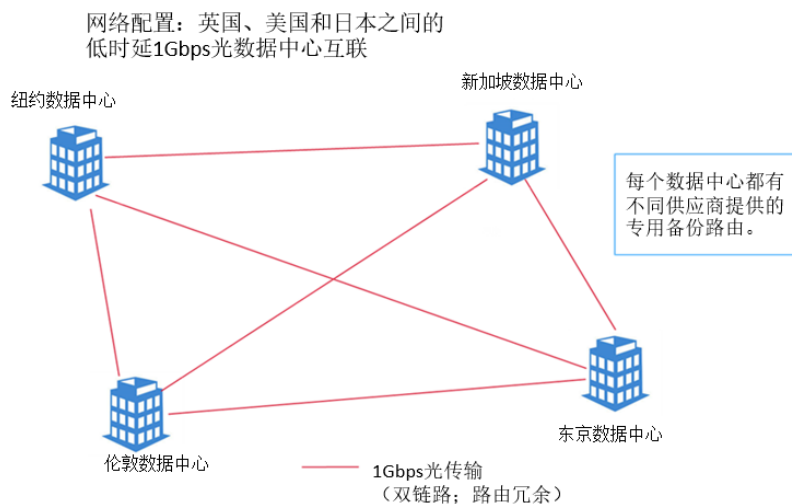 网络配置：英国、美国和日本之间的
低时延1Gbps光数据中心互联
纽约数据中心
新加坡数据中心
每个数据中心都有
不同供应商提供的
专用备份路由。
东京数据中心
伦敦数据中心
1Gbps光传输
（双链路；路由冗余）